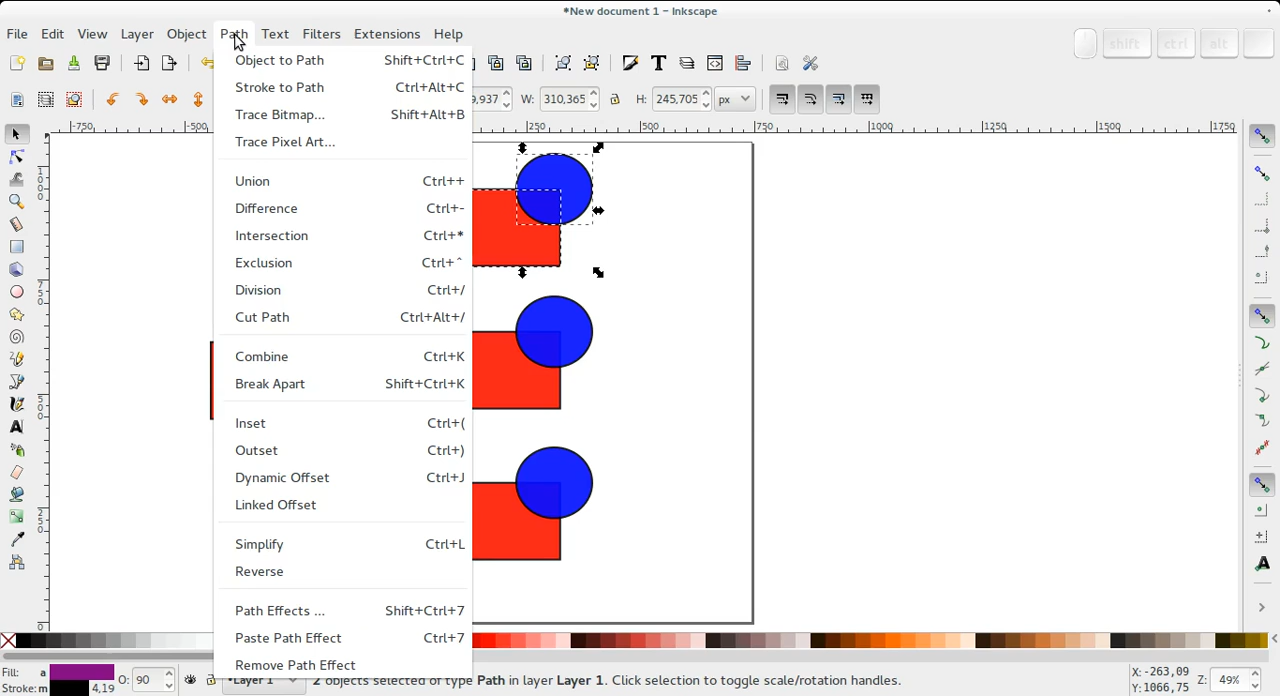 *New document 1 - Inkscape
File Edit View Layer Object Path Text Filters Extensions Help
shift ctrl alt
9,937 W: 310,365 H: 245,705 px
-750 -500 250 500 750 1000 1250 1500 1750
Object to Path Shift+Ctrl+C
Stroke to Path Ctrl+Alt+C
Trace Bitmap... Shift+Alt+B
Trace Pixel Art...
Union Ctrl++
Difference Ctrl+-
Intersection Ctrl+*
Exclusion Ctrl+^
Division Ctrl+/
Cut Path Ctrl+Alt+/
Combine Ctrl+K
Break Apart Shift+Ctrl+K
Inset Ctrl+(
Outset Ctrl+)
Dynamic Offset Ctrl+J
Linked Offset
Simplify Ctrl+L
Reverse
Path Effects ... Shift+Ctrl+7
Paste Path Effect Ctrl+7
Remove Path Effect
Fill: a O: 90 Layer 1 2 objects selected of type Path in layer Layer 1. Click selection to toggle scale/rotation handles. X: -263,09 Z: 49%
Stroke: m 4,19 Y: 1066,75